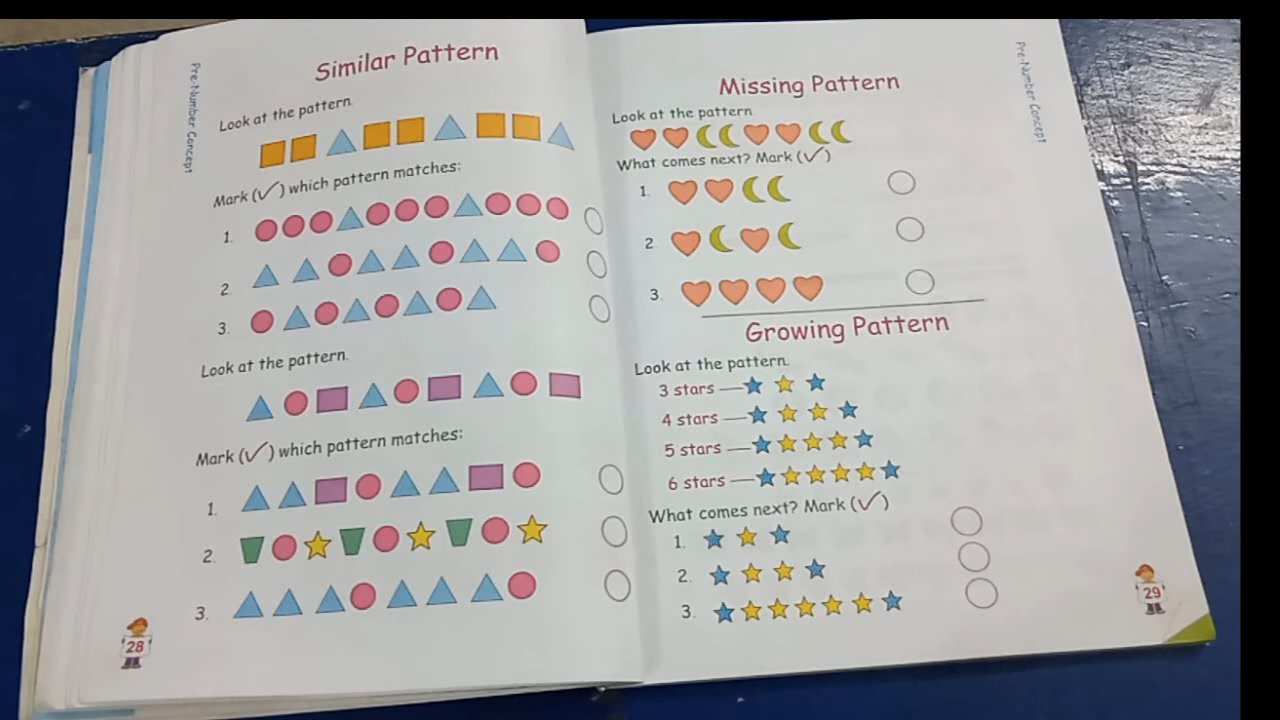 Pre-Number Concept
Similar Pattern
Look at the pattern.
Mark (✓) which pattern matches:
1.
2.
3.
Look at the pattern.
Mark (✓) which pattern matches:
1.
2.
3.
28
Pre-Number Concept
Missing Pattern
Look at the pattern
What comes next? Mark (✓)
1.
2
3.
Growing Pattern
Look at the pattern.
3 stars
4 stars
5 stars
6 stars
What comes next? Mark (✓)
1.
2.
3.
29